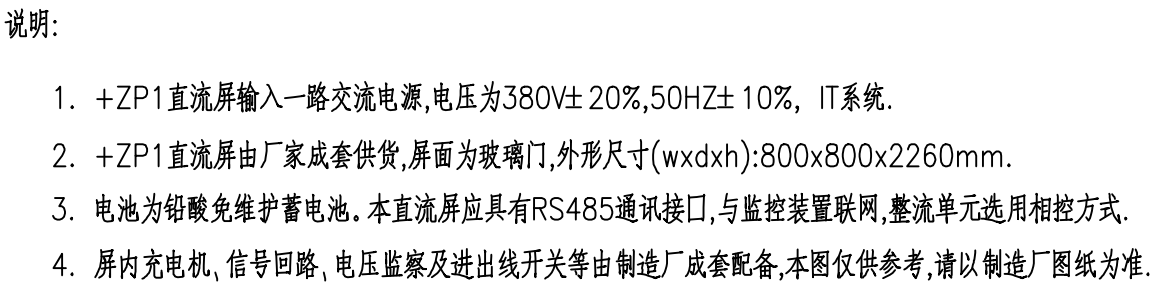 说明:
1. +ZP1直流屏输入一路交流电源,电压为380V±20%,50HZ±10%, IT系统.
2. +ZP1直流屏由厂家成套供货,屏面为玻璃门,外形尺寸(wxdxh):800x800x2260mm.
3. 电池为铅酸免维护蓄电池。本直流屏应具有RS485通讯接口,与监控装置联网,整流单元选用相控方式.
4. 屏内充电机、信号回路、电压监察及进出线开关等由制造厂成套配备,本图仅供参考,请以制造厂图纸为准.